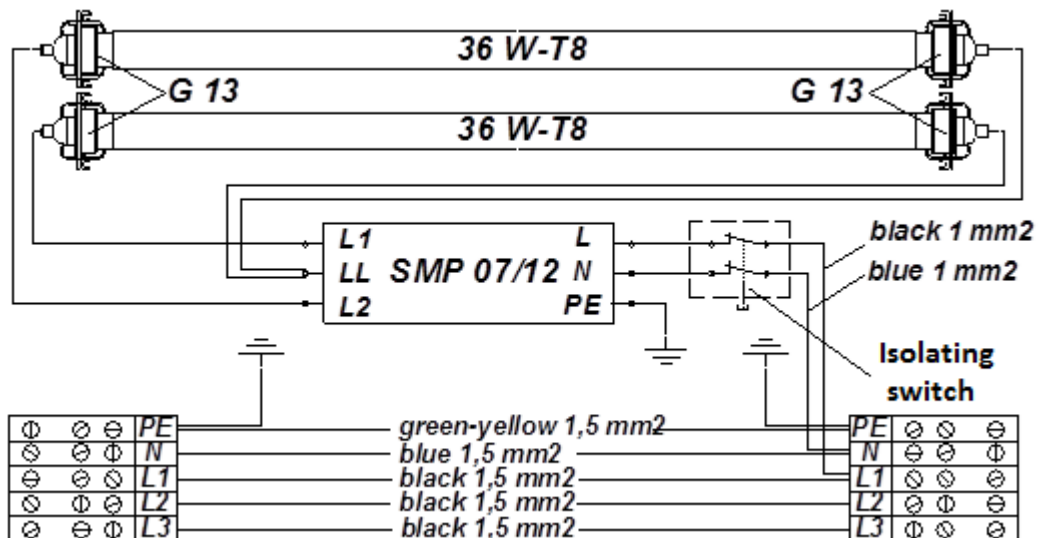 36 W-T8
G 13
G 13
36 W-T8
L1
L
black 1 mm2
LL
SMP 07/12
N
blue 1 mm2
L2
PE
Isolating
switch
PE
green-yellow 1,5 mm2
PE
N
blue 1,5 mm2
N
L1
black 1,5 mm2
L1
L2
black 1,5 mm2
L2
L3
black 1,5 mm2
L3